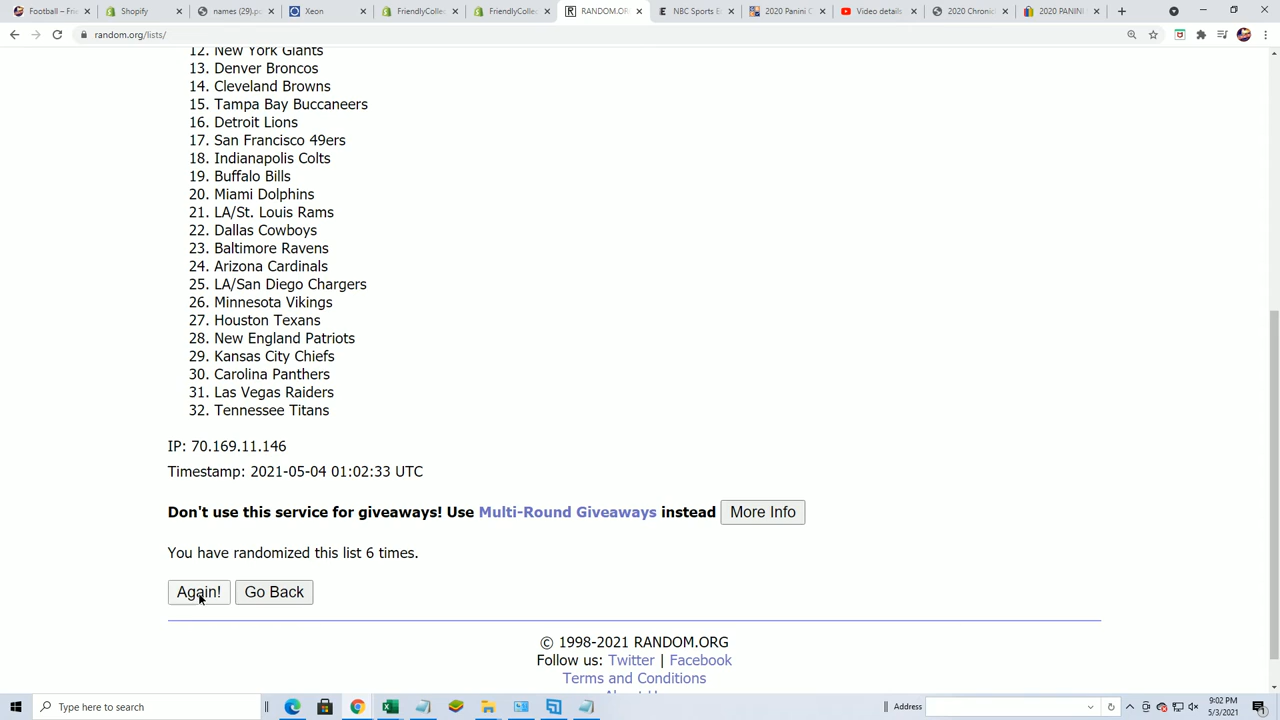 Football – Frie
Shopify
names (29).pd
Xeon
FriendlyCollec
FriendlyCollec
RANDOM.OR
NBC Sports E
2020 Panini C
Video details
2020 Chronic
2020 PANINI
random.org/lists/
12. New York Giants
13. Denver Broncos
14. Cleveland Browns
15. Tampa Bay Buccaneers
16. Detroit Lions
17. San Francisco 49ers
18. Indianapolis Colts
19. Buffalo Bills
20. Miami Dolphins
21. LA/St. Louis Rams
22. Dallas Cowboys
23. Baltimore Ravens
24. Arizona Cardinals
25. LA/San Diego Chargers
26. Minnesota Vikings
27. Houston Texans
28. New England Patriots
29. Kansas City Chiefs
30. Carolina Panthers
31. Las Vegas Raiders
32. Tennessee Titans
IP: 70.169.11.146
Timestamp: 2021-05-04 01:02:33 UTC
Don't use this service for giveaways! Use Multi-Round Giveaways instead More Info
You have randomized this list 6 times.
Again! Go Back
© 1998-2021 RANDOM.ORG
Follow us: Twitter | Facebook
Terms and Conditions
Type here to search
Address
9:02 PM
5/3/2021